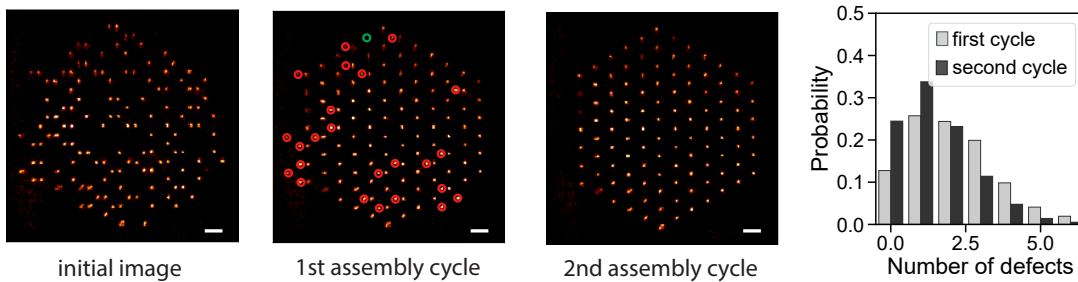 initial image
1st assembly cycle
2nd assembly cycle
Probability
0.5
0.4
0.3
0.2
0.1
0.0
first cycle
second cycle
0.0 2.5 5.0
Number of defects